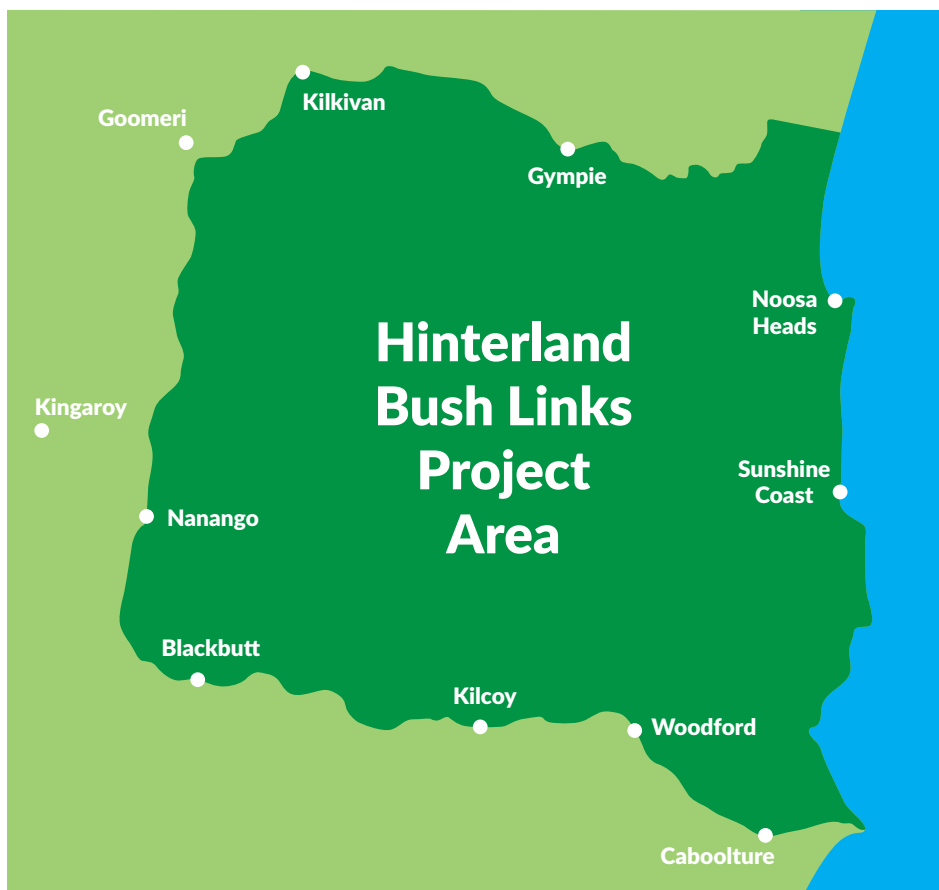 Kilkivan
Goomeri
Gympie
Noosa
Heads
Hinterland
Bush Links
Project
Area
Kingaroy
Sunshine
Coast
Nanango
Blackbutt
Kilcoy
Woodford
Caboolture